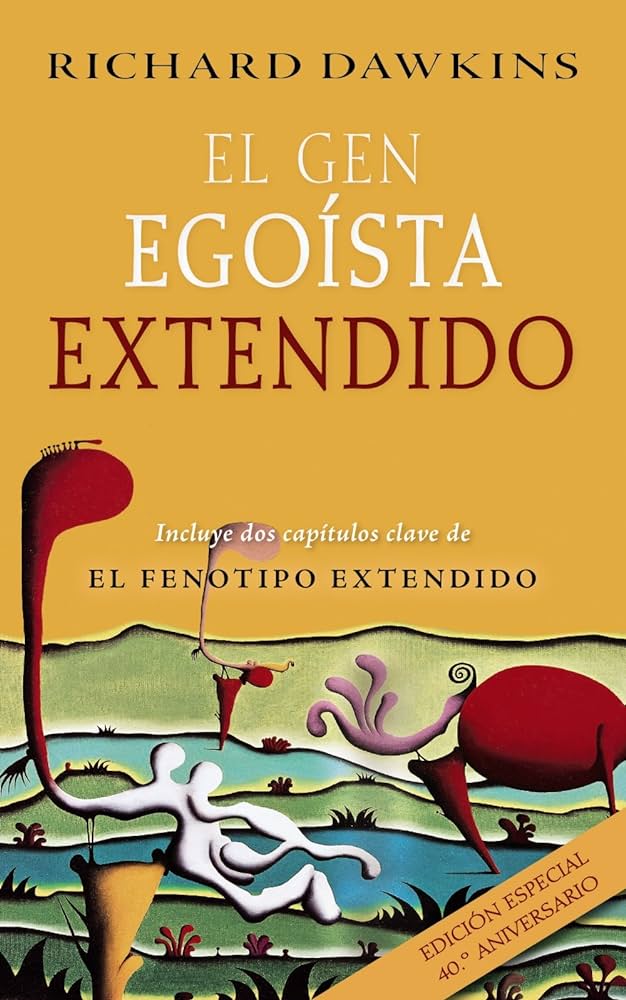 RICHARD DAWKINS
EL GEN
EGOÍSTA
EXTENDIDO
Incluye dos capítulos clave de
EL FENOTIPO EXTENDIDO
EDICIÓN ESPECIAL
40.º ANIVERSARIO